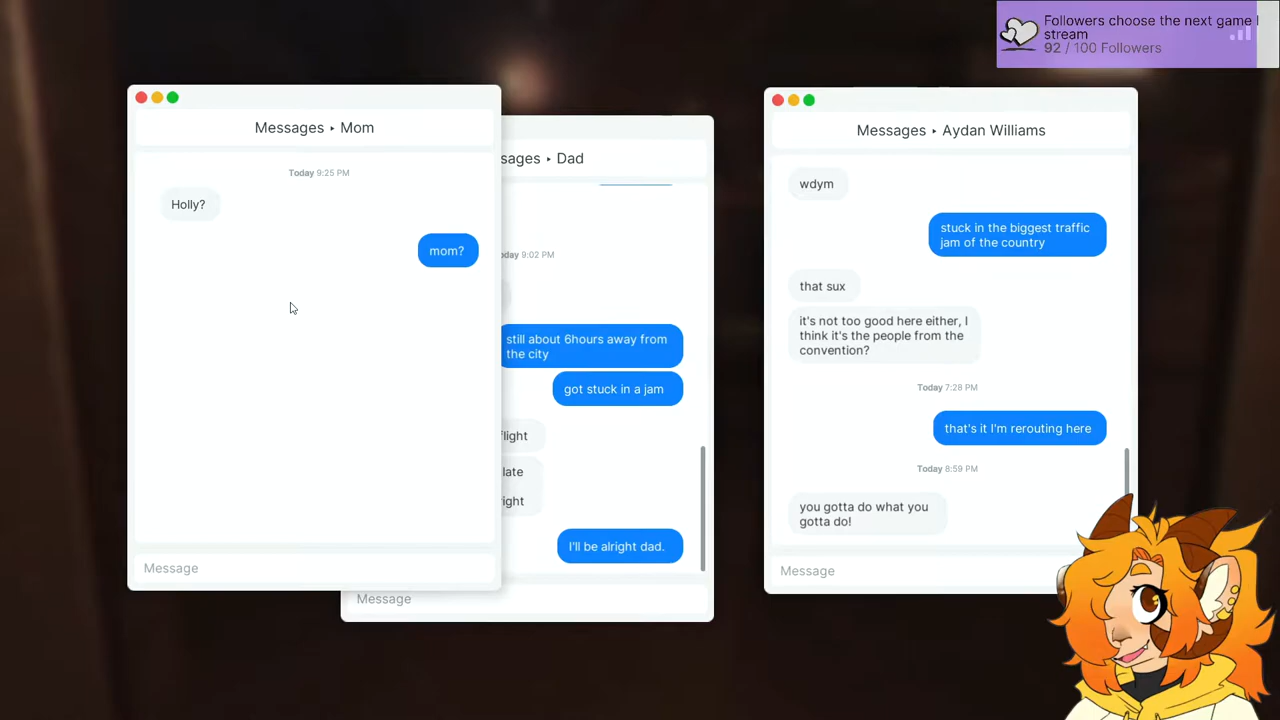 Followers choose the next game I
stream
92 / 100 Followers
Messages ‣ Mom
Today 9:25 PM
Holly?
mom?
Message
sages ‣ Dad
oday 9:02 PM
still about 6hours away from
the city
got stuck in a jam
flight
late
right
I'll be alright dad.
Message
Messages ‣ Aydan Williams
wdym
stuck in the biggest traffic
jam of the country
that sux
it's not too good here either, I
think it's the people from the
convention?
Today 7:28 PM
that's it I'm rerouting here
Today 8:59 PM
you gotta do what you
gotta do!
Message